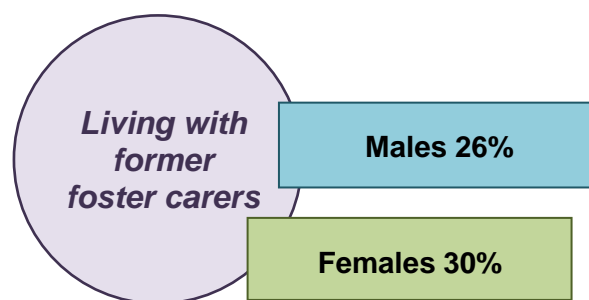 Living with
former
foster carers
Males 26%
Females 30%